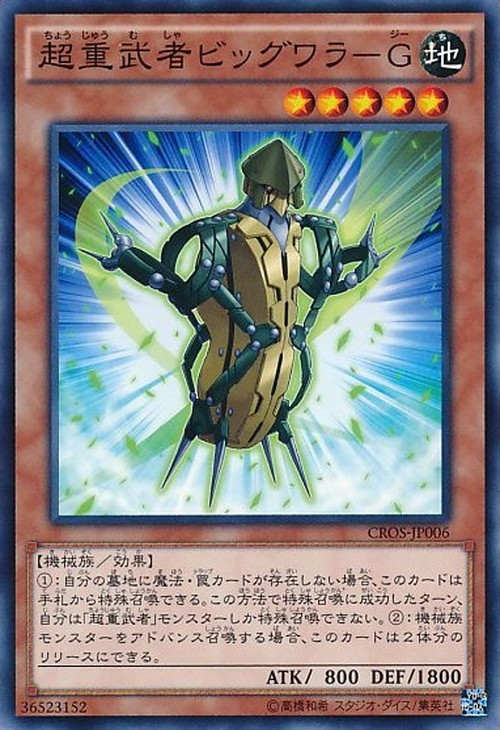 超重武者ビッグワラーG
地
CROS-JP006
【機械族／効果】
①:自分の墓地に魔法・罠カードが存在しない場合、このカードは
手札から特殊召喚できる。この方法で特殊召喚に成功したターン、
自分は「超重武者」モンスターしか特殊召喚できない。②:機械族
モンスターをアドバンス召喚する場合、このカードは2体分の
リリースにできる。
ATK/ 800 DEF/1800
36523152
©高橋和希 スタジオ・ダイス/集英社